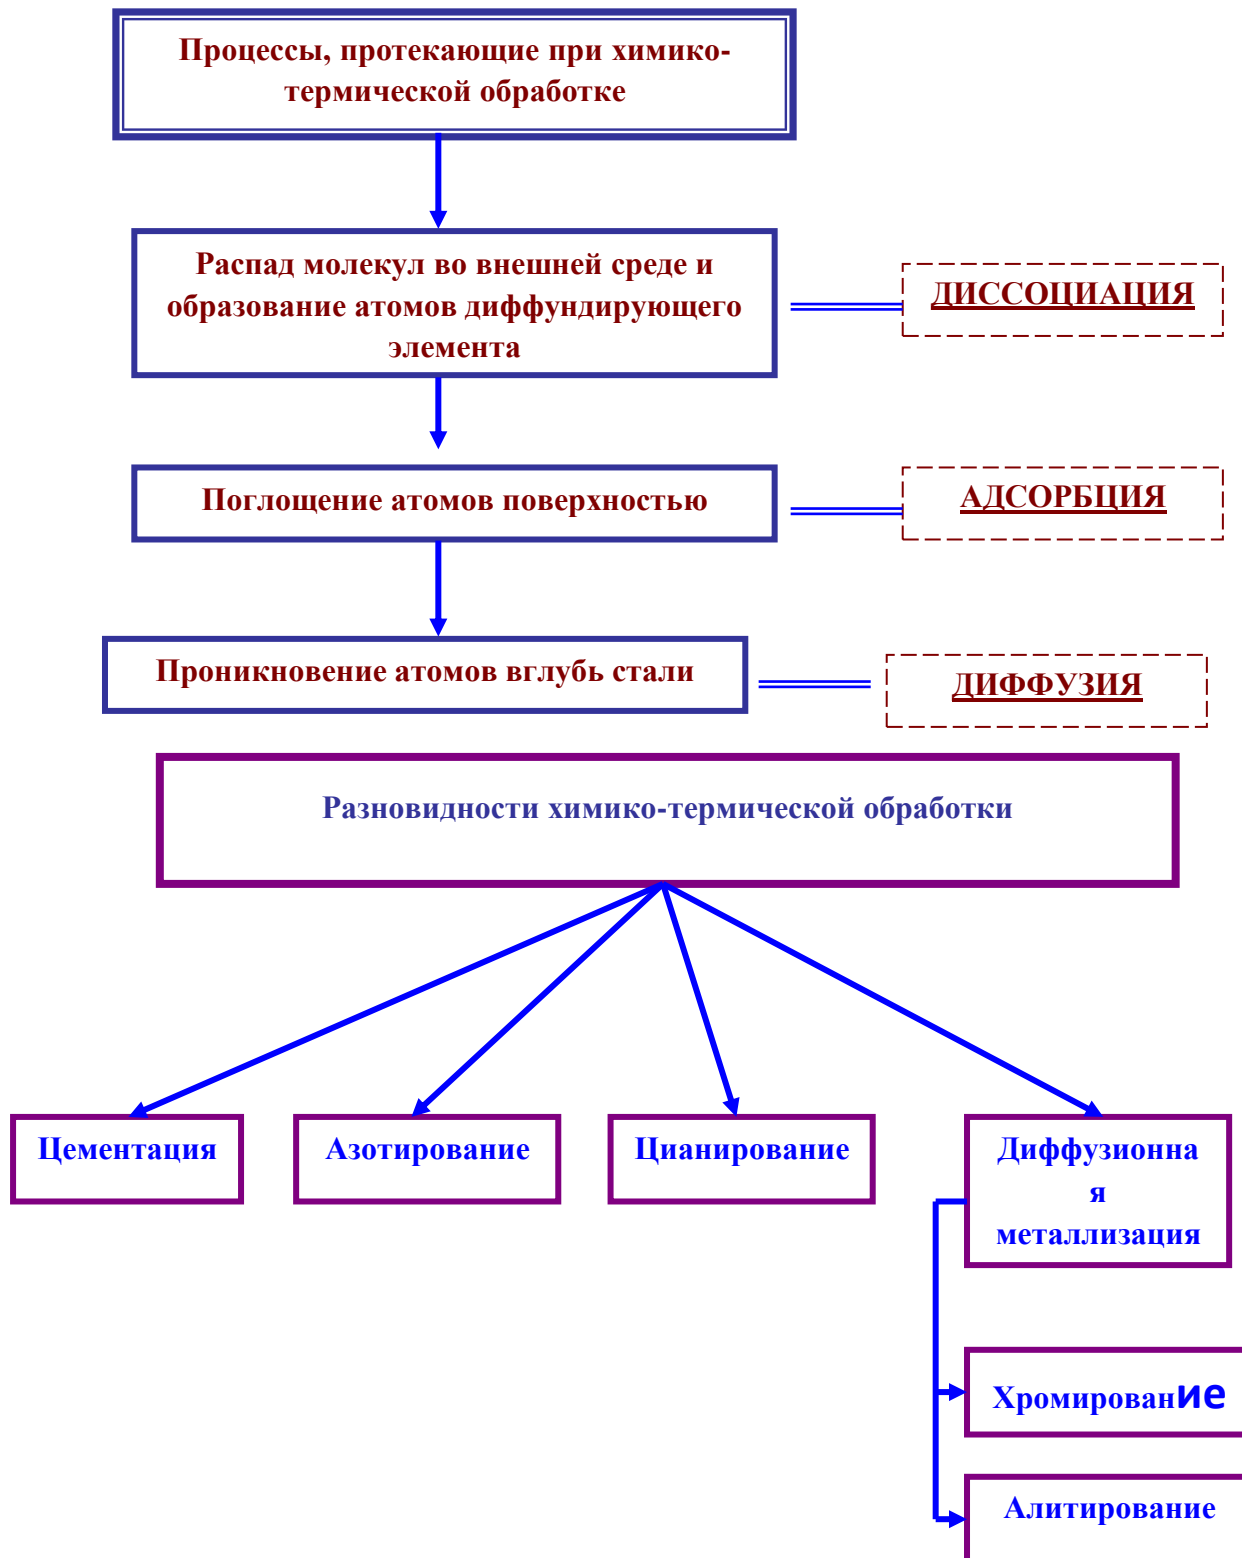 Процессы, протекающие при химико-
термической обработке
Распад молекул во внешней среде и
образование атомов диффундирующего
элемента
ДИССОЦИАЦИЯ
Поглощение атомов поверхностью
АДСОРБЦИЯ
Проникновение атомов вглубь стали
ДИФФУЗИЯ
Разновидности химико-термической обработки
Цементация
Азотирование
Цианирование
Диффузионна
я
металлизация
Хромирование
Алитирование